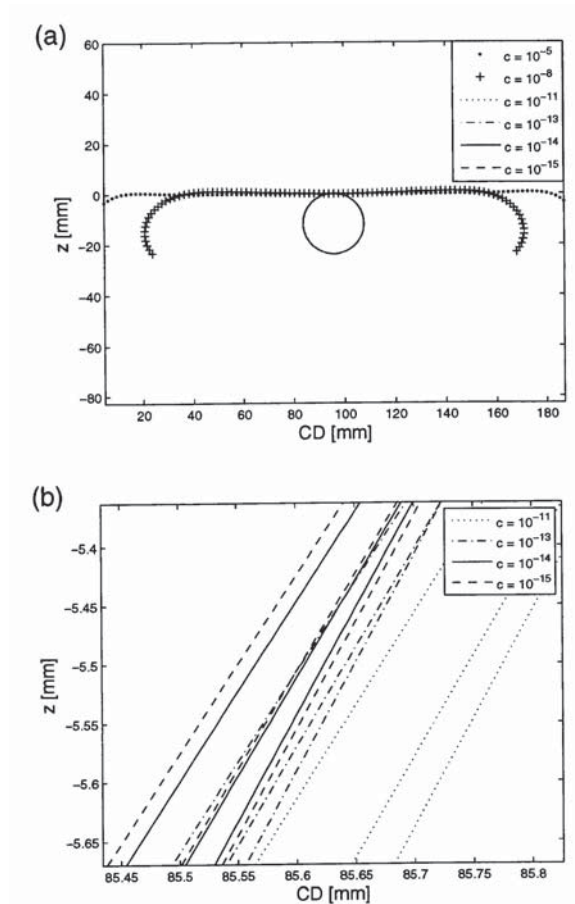 (a)
60
40
20
0
−20
−40
−60
−80
z [mm]
c = 10⁻⁵
c = 10⁻⁸
c = 10⁻¹¹
c = 10⁻¹³
c = 10⁻¹⁴
c = 10⁻¹⁵
20 40 60 80 100 120 140 160 180
CD [mm]
(b)
−5.4
−5.45
−5.5
−5.55
−5.6
−5.65
z [mm]
c = 10⁻¹¹
c = 10⁻¹³
c = 10⁻¹⁴
c = 10⁻¹⁵
85.45 85.5 85.55 85.6 85.65 85.7 85.75 85.8
CD [mm]